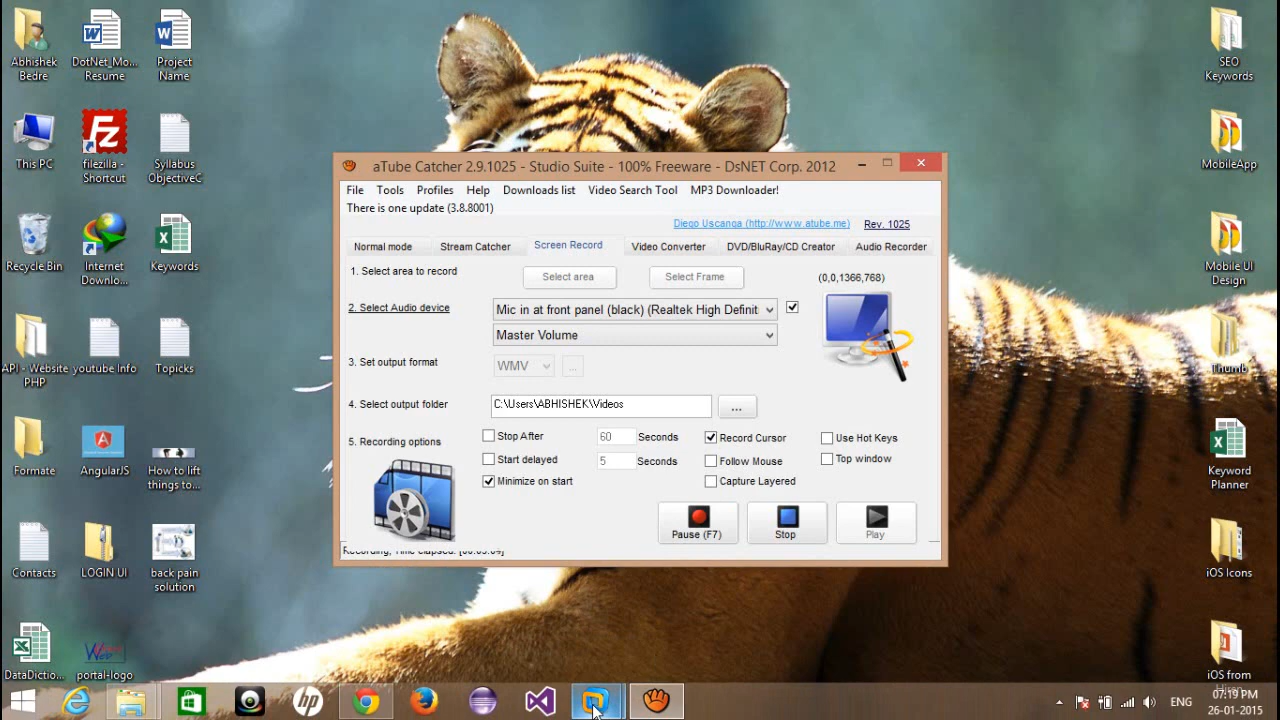 Abhishek Bedre
DotNet_Mo... Resume
Project Name
SEO Keywords
This PC
filezilla - Shortcut
Syllabus ObjectiveC
MobileApp
Recycle Bin
Internet Downlo...
Keywords
Mobile UI Design
API - Website PHP
youtube Info
Topicks
Thumb
Formate
AngularJS
How to lift things to...
Keyword Planner
Contacts
LOGIN UI
back pain solution
iOS Icons
DataDictio...
portal-logo
iOS from
aTube Catcher 2.9.1025 - Studio Suite - 100% Freeware - DsNET Corp. 2012
File Tools Profiles Help Downloads list Video Search Tool MP3 Downloader!
There is one update (3.8.8001)
Diego Uscanga (http://www.atube.me) Rev. 1025
Normal mode Stream Catcher Screen Record Video Converter DVD/BluRay/CD Creator Audio Recorder
1. Select area to record Select area Select Frame (0,0,1366,768)
2. Select Audio device Mic in at front panel (black) (Realtek High Definit
Master Volume
3. Set output format WMV ...
4. Select output folder C:\Users\ABHISHEK\Videos ...
5. Recording options
Stop After 60 Seconds Record Cursor Use Hot Keys
Start delayed 5 Seconds Follow Mouse Top window
Minimize on start Capture Layered
Pause (F7) Stop Play
Recording, Time elapsed:
hp
ENG
07:19 PM
26-01-2015